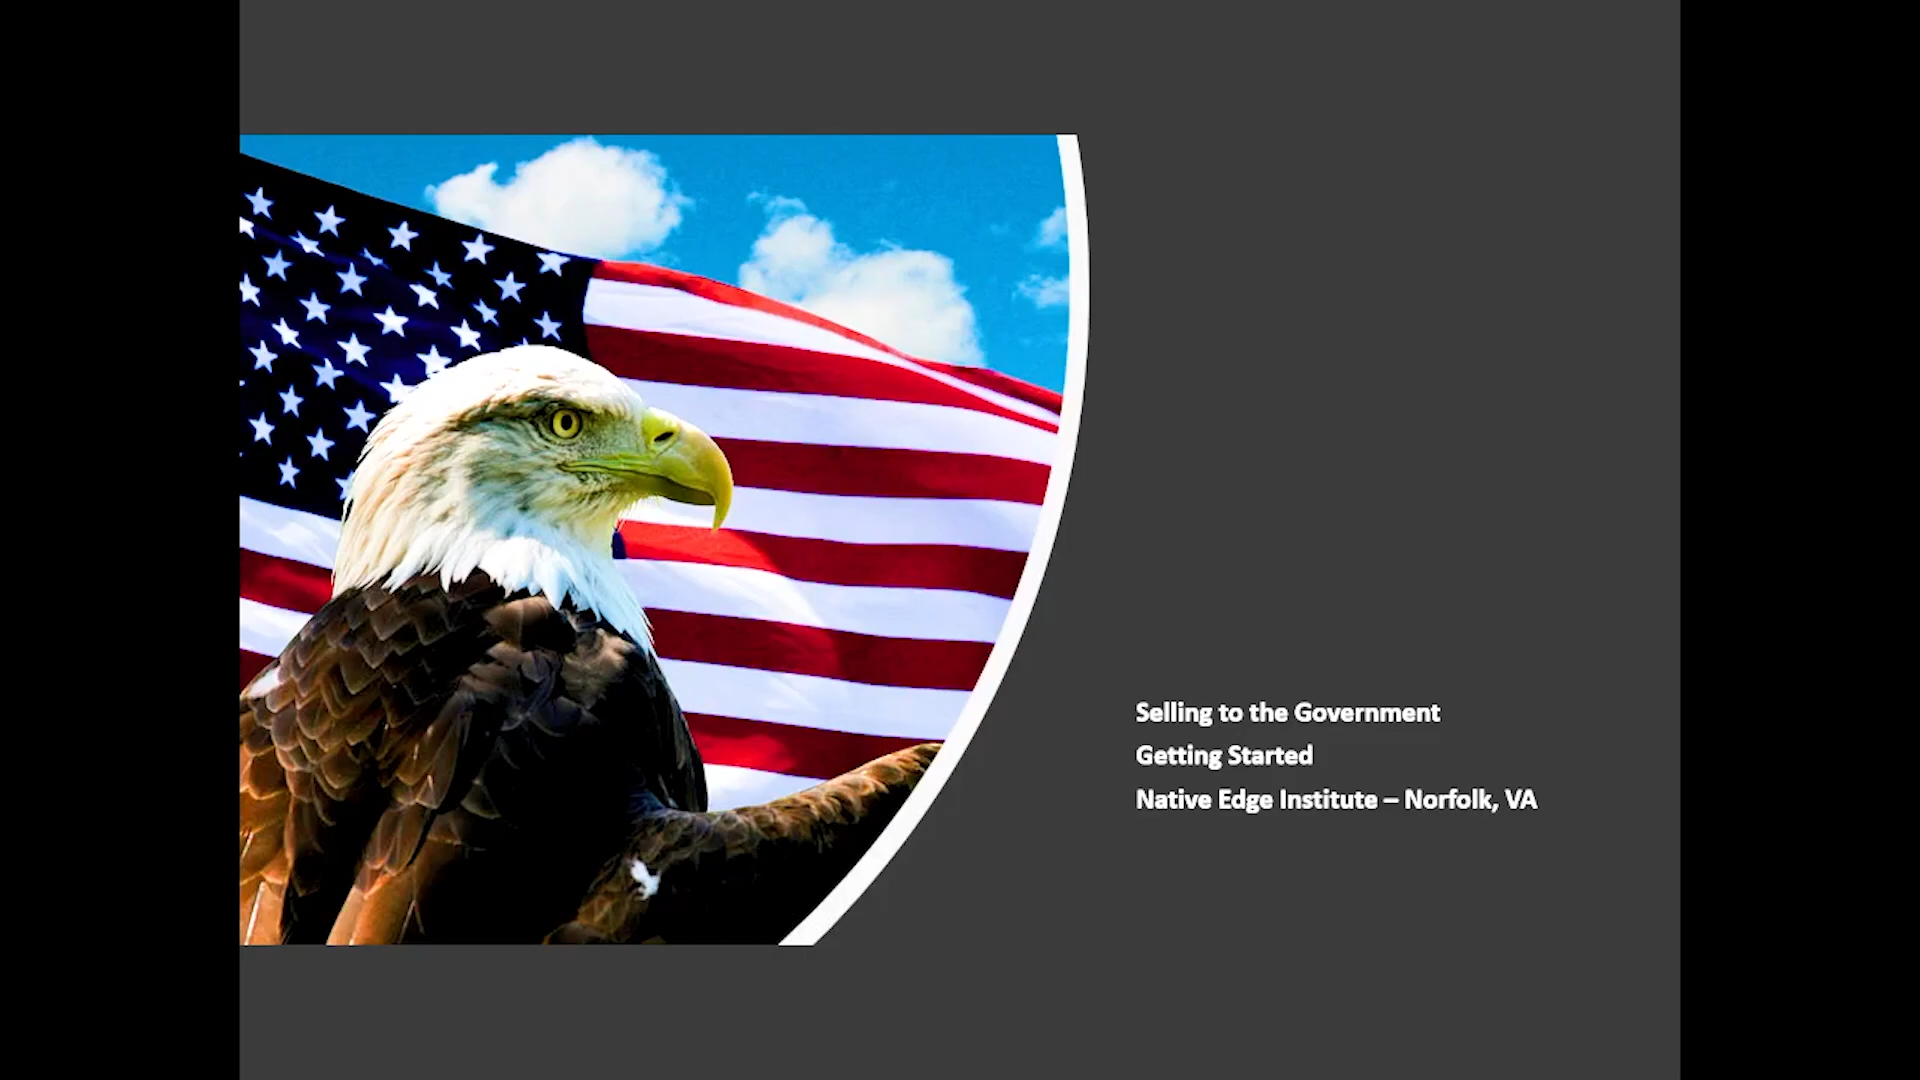 Selling to the Government
Getting Started
Native Edge Institute – Norfolk, VA